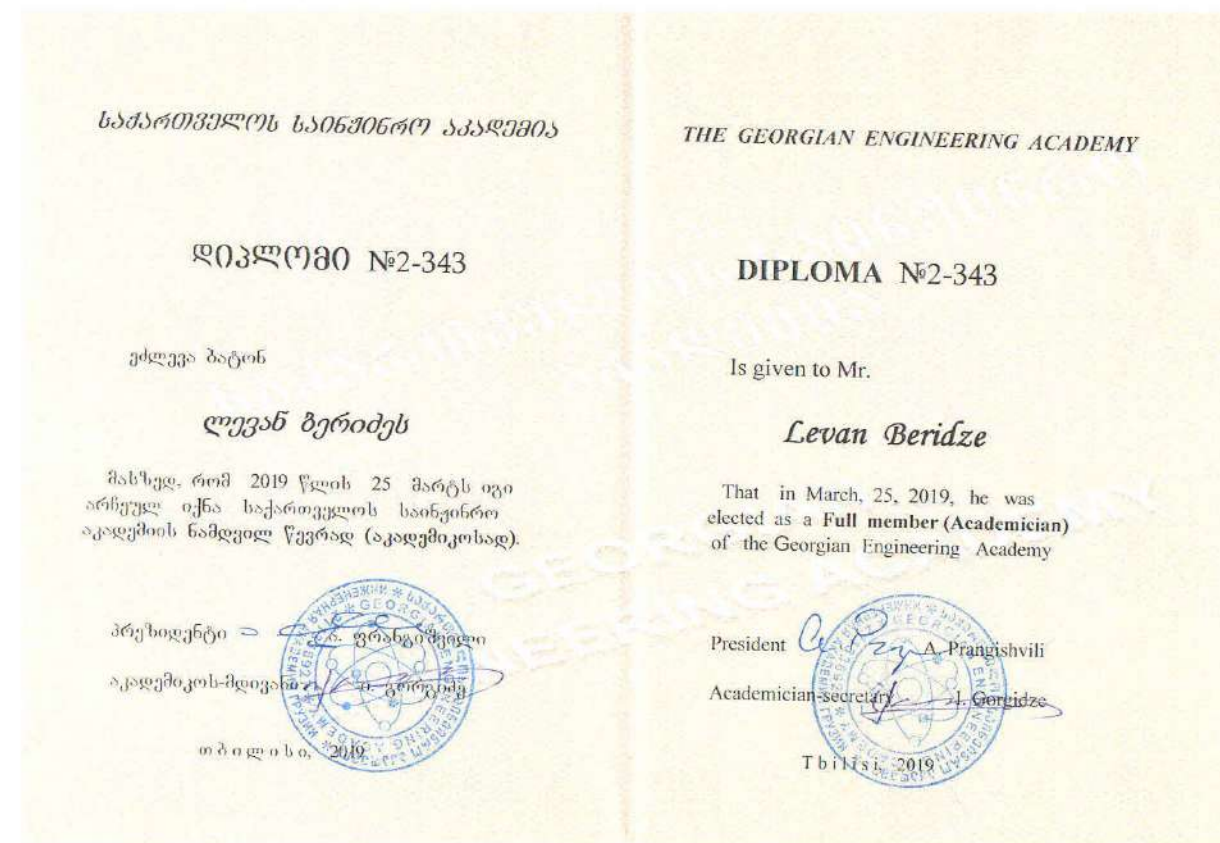 საქართველოს საინჟინრო აკადემია
დიპლომი №2-343
ეძლევა ბატონ
ლევან ბერიძეს
მასზედ, რომ 2019 წლის 25 მარტს იგი
არჩეულ იქნა საქართველოს საინჟინრო
აკადემიის ნამდვილ წევრად (აკადემიკოსად).
პრეზიდენტი ა. ფრანგიშვილი
აკადემიკოს-მდივანი ი. გორგიძე
თბილისი, 2019
THE GEORGIAN ENGINEERING ACADEMY
DIPLOMA №2-343
Is given to Mr.
Levan Beridze
That in March, 25, 2019, he was
elected as a Full member (Academician)
of the Georgian Engineering Academy
President A. Prangishvili
Academician-secretary I. Gorgidze
Tbilisi, 2019